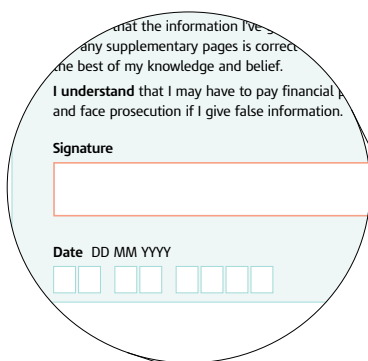 that the information I've
any supplementary pages is correct
the best of my knowledge and belief.
I understand that I may have to pay financial
and face prosecution if I give false information.
Signature
Date DD MM YYYY